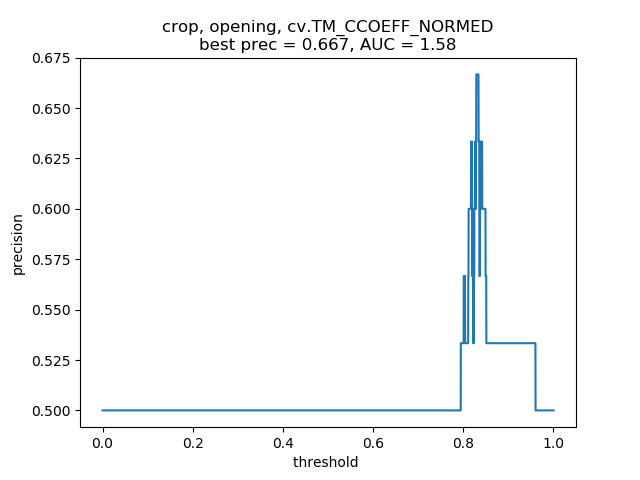 crop, opening, cv.TM_CCOEFF_NORMED
best prec = 0.667, AUC = 1.58
0.675
0.650
0.625
0.600
0.575
0.550
0.525
0.500
precision
0.0 0.2 0.4 0.6 0.8 1.0
threshold